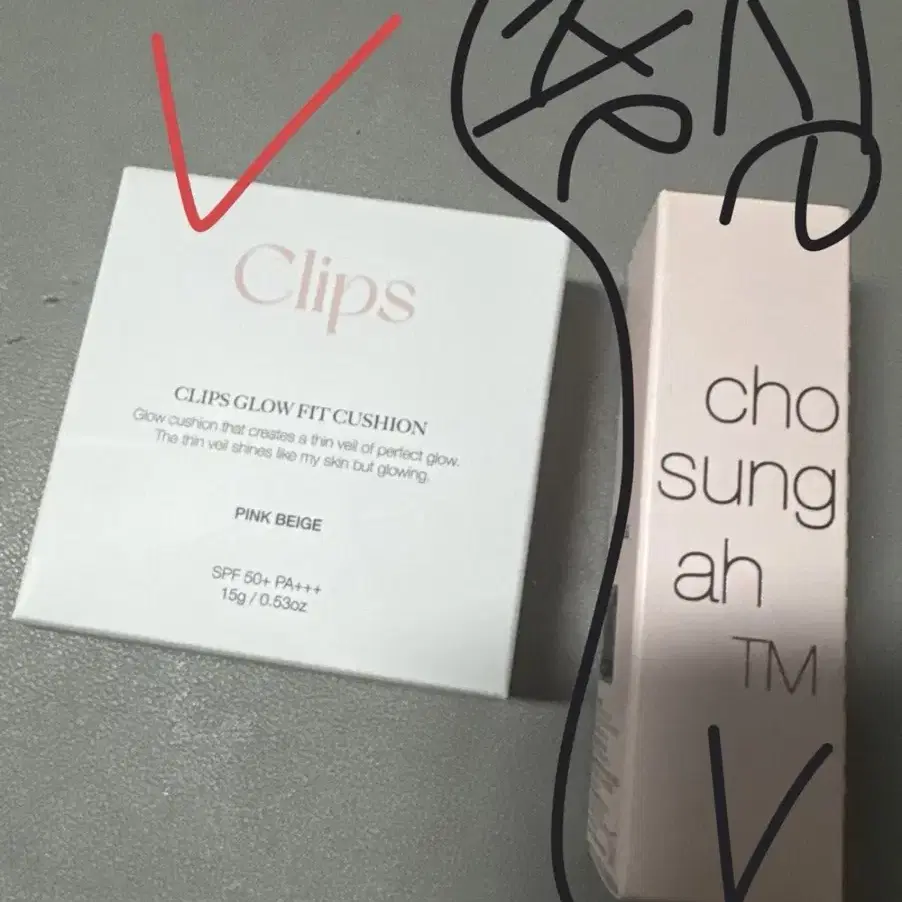 Clips
CLIPS GLOW FIT CUSHION
Glow cushion that creates a thin veil of perfect glow.
The thin veil shines like my skin but glowing.
PINK BEIGE
SPF 50+ PA+++
15g / 0.53oz
cho
sung
ah
TM